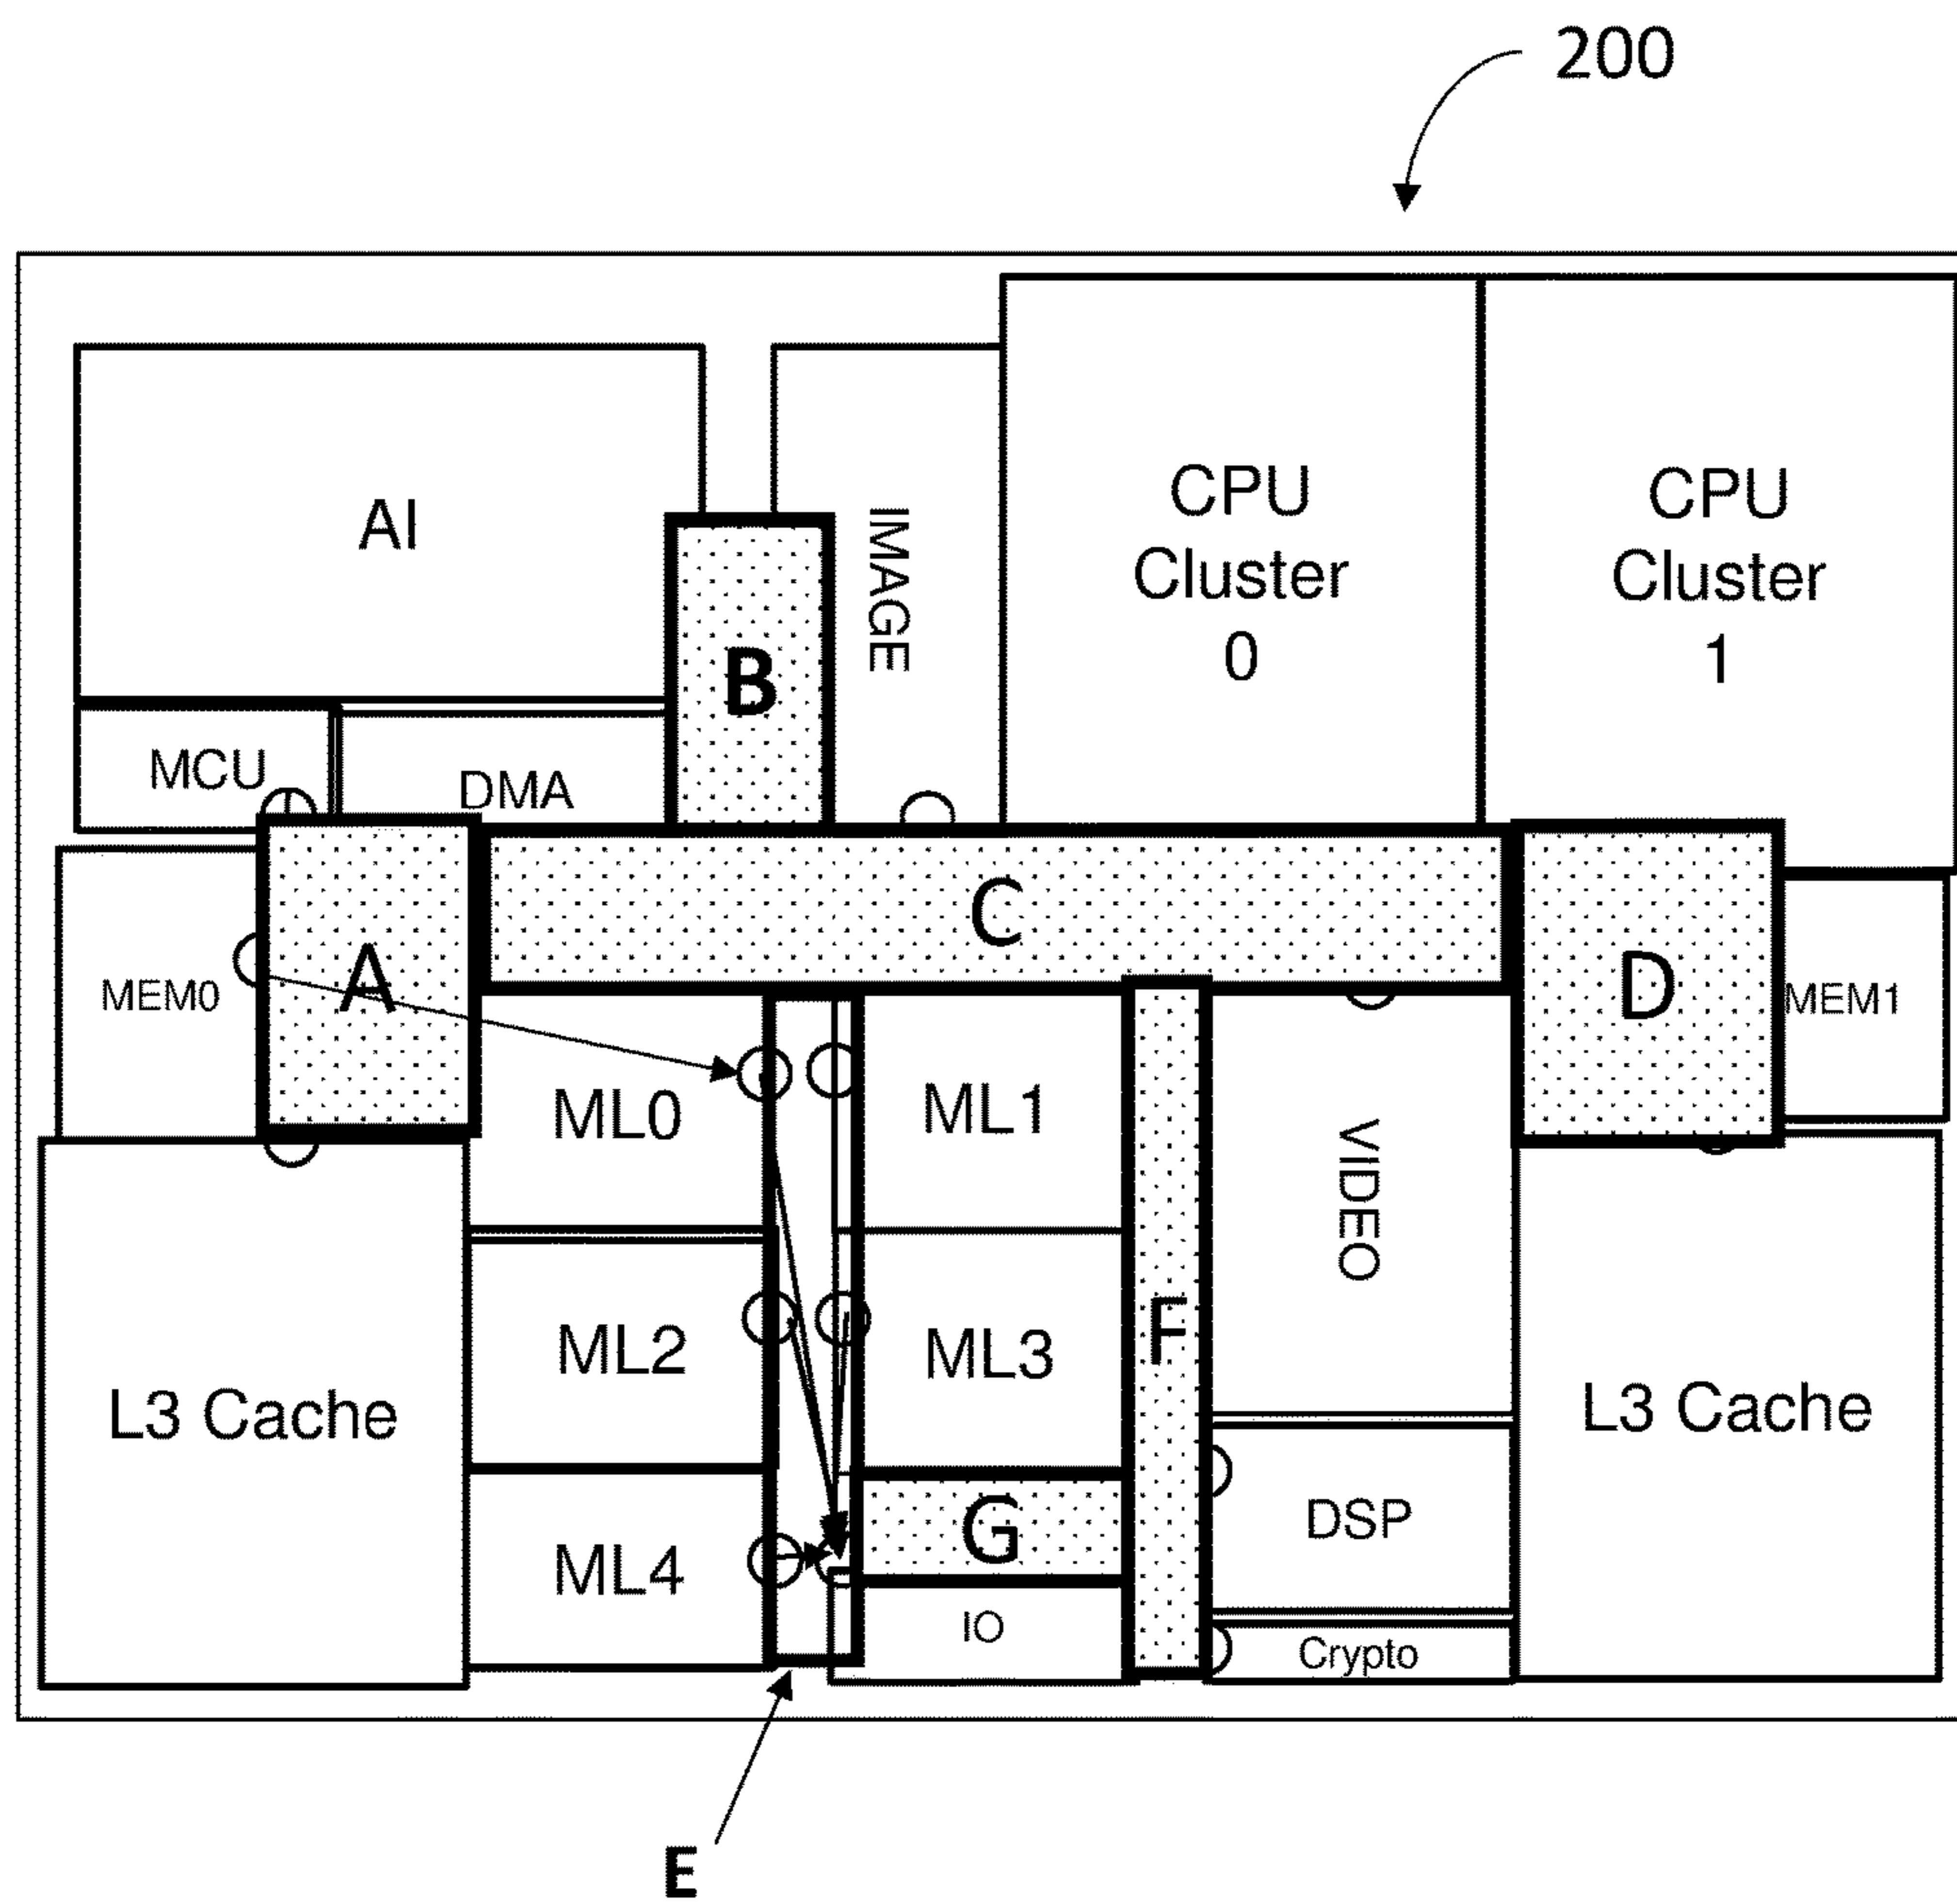 200
AI
IMAGE
CPU
Cluster
0
CPU
Cluster
1
B
MCU
DMA
C
A
D
MEM0
MEM1
ML0
ML1
VIDEO
F
ML2
ML3
L3 Cache
L3 Cache
G
DSP
ML4
IO
Crypto
E